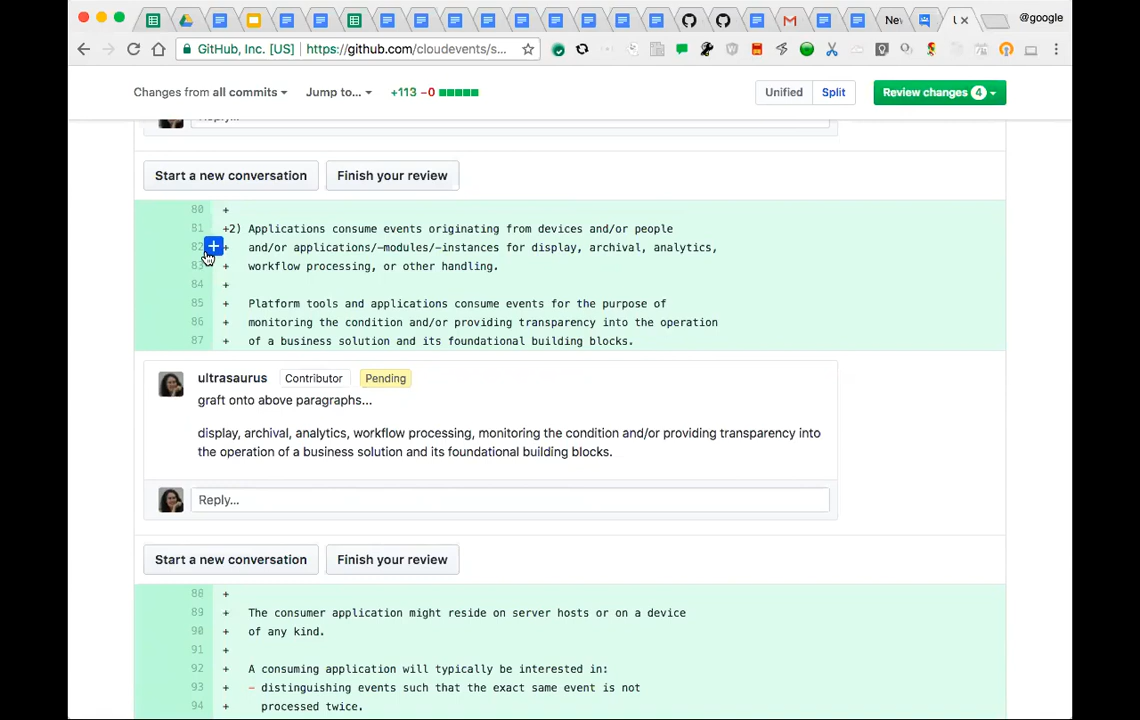 Ne
@google
GitHub, Inc. [US]
https://github.com/cloudevents/s...
Changes from all commits
Jump to...
+113 −0
Unified
Split
Review changes 4
Reply...
Start a new conversation
Finish your review
80 +
81 +2) Applications consume events originating from devices and/or people
82 + and/or applications/-modules/-instances for display, archival, analytics,
83 + workflow processing, or other handling.
84 +
85 + Platform tools and applications consume events for the purpose of
86 + monitoring the condition and/or providing transparency into the operation
87 + of a business solution and its foundational building blocks.
ultrasaurus Contributor Pending
graft onto above paragraphs...
display, archival, analytics, workflow processing, monitoring the condition and/or providing transparency into
the operation of a business solution and its foundational building blocks.
Reply...
Start a new conversation
Finish your review
88 +
89 + The consumer application might reside on server hosts or on a device
90 + of any kind.
91 +
92 + A consuming application will typically be interested in:
93 + - distinguishing events such that the exact same event is not
94 + processed twice.